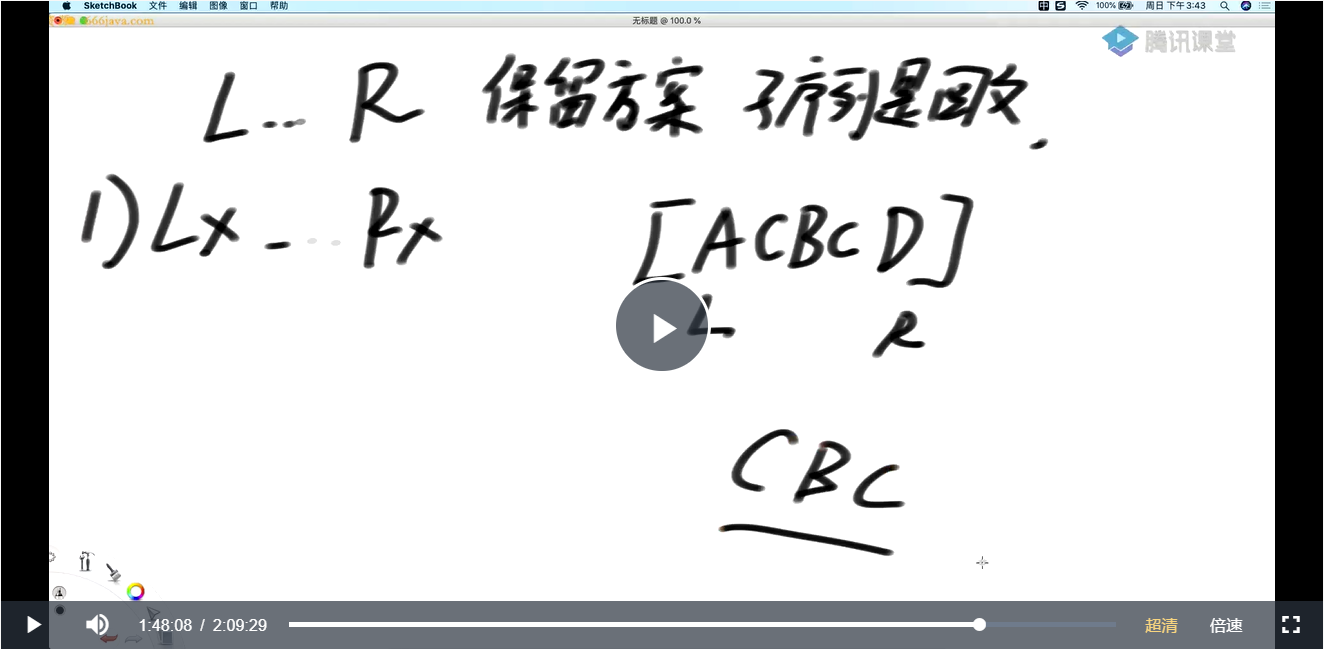 SketchBook 文件 编辑 图像 窗口 帮助 100% 周日 下午3:43
666java.com 无标题 @ 100.0 %
腾讯课堂
L ... R 保留方案 子序列是回文.
1) Lx - ... Rx [ACBCD]
L R
CBC
1:48:08 / 2:09:29 超清 倍速